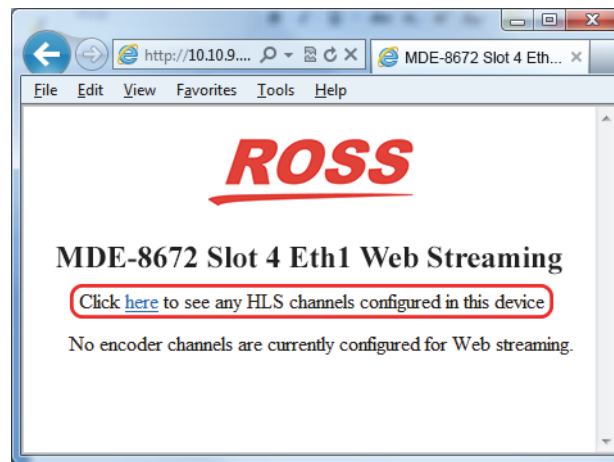 http://10.10.9....
MDE-8672 Slot 4 Eth...
File Edit View Favorites Tools Help
ROSS
MDE-8672 Slot 4 Eth1 Web Streaming
Click here to see any HLS channels configured in this device
No encoder channels are currently configured for Web streaming.